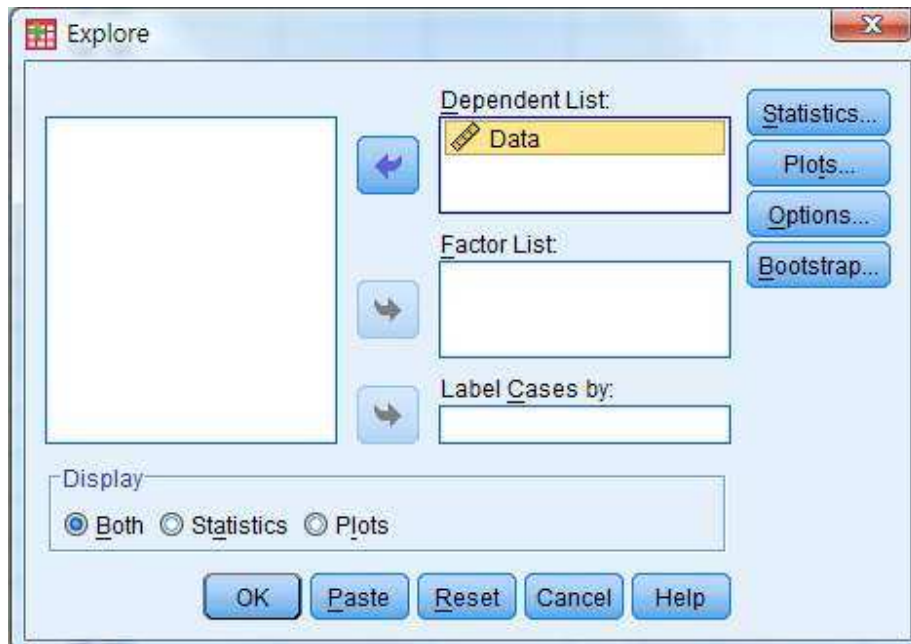 Explore
Dependent List:
Data
Statistics...
Plots...
Options...
Bootstrap...
Factor List:
Label Cases by:
Display
Both Statistics Plots
OK Paste Reset Cancel Help